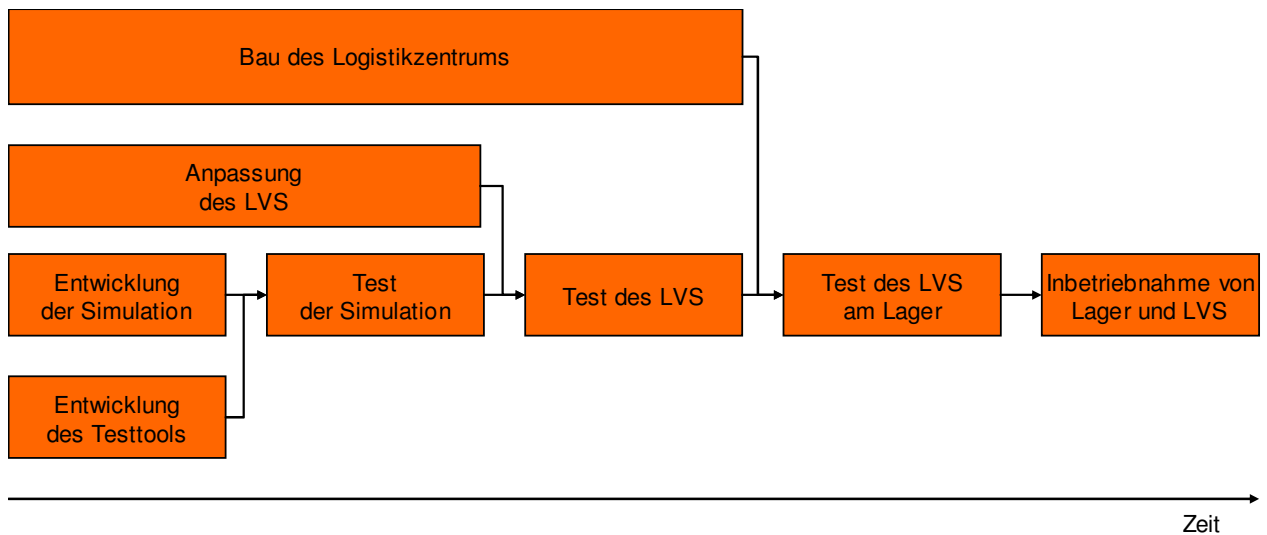 Bau des Logistikzentrums
Anpassung
des LVS
Entwicklung
der Simulation
Test
der Simulation
Test des LVS
Test des LVS
am Lager
Inbetriebnahme von
Lager und LVS
Entwicklung
des Testtools
Zeit